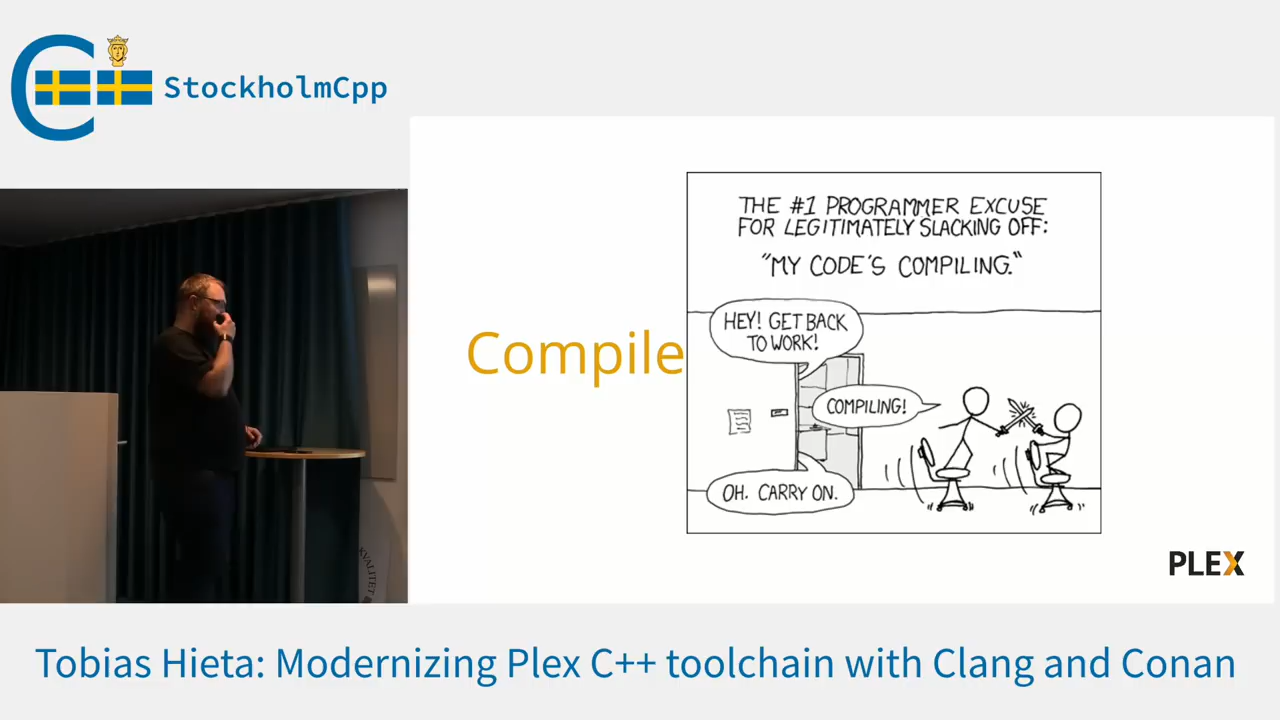 StockholmCpp
THE #1 PROGRAMMER EXCUSE
FOR LEGITIMATELY SLACKING OFF:
"MY CODE'S COMPILING."
HEY! GET BACK
TO WORK!
Compile
COMPILING!
OH. CARRY ON.
PLEX
KVALITET
Tobias Hieta: Modernizing Plex C++ toolchain with Clang and Conan